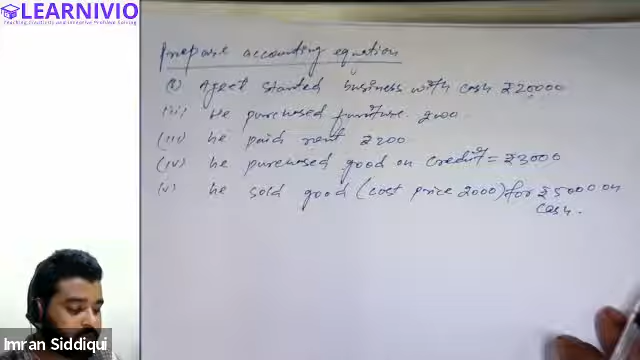 LEARNIVIO
Teaching Creativity and Inceptive Problem Solving
Prepare accounting equation
(i) Ajeet started business with cash ₹20000
(ii) He purchased furniture 2000
(iii) he paid rent ₹200
(iv) he purchased good on credit = ₹3000
(v) he sold good (cost price 2000) for ₹5000 on
cash.
Imran Siddiqui